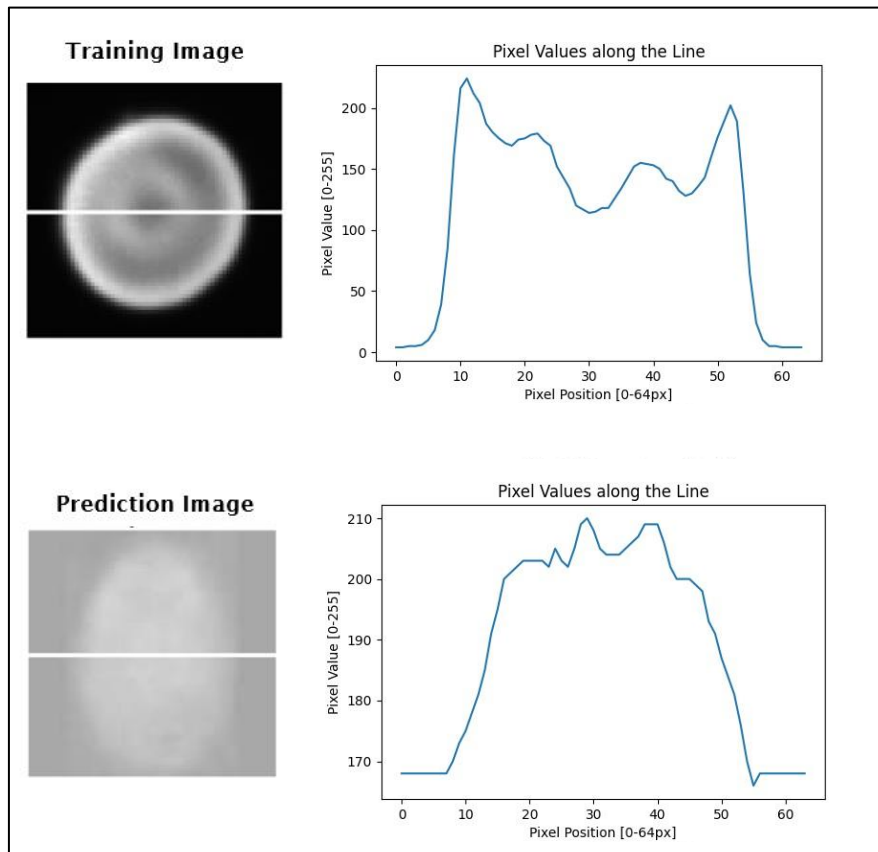 Training Image
Pixel Values along the Line
Pixel Value [0-255]
200
150
100
50
0
0 10 20 30 40 50 60
Pixel Position [0-64px]
Prediction Image
Pixel Values along the Line
Pixel Value [0-255]
210
200
190
180
170
0 10 20 30 40 50 60
Pixel Position [0-64px]